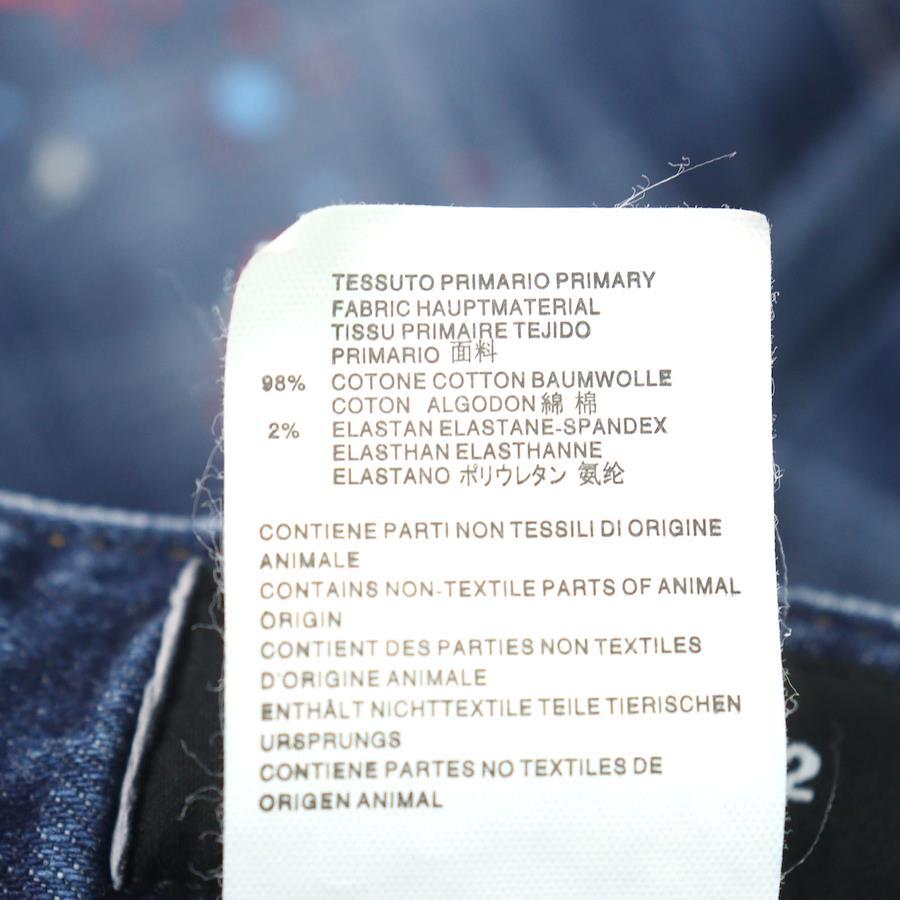 TESSUTO PRIMARIO PRIMARY
FABRIC HAUPTMATERIAL
TISSU PRIMAIRE TEJIDO
PRIMARIO 面料
98% COTONE COTTON BAUMWOLLE
COTON ALGODON 綿 棉
2% ELASTAN ELASTANE-SPANDEX
ELASTHAN ELASTHANNE
ELASTANO ポリウレタン 氨纶
CONTIENE PARTI NON TESSILI DI ORIGINE
ANIMALE
CONTAINS NON-TEXTILE PARTS OF ANIMAL
ORIGIN
CONTIENT DES PARTIES NON TEXTILES
D'ORIGINE ANIMALE
ENTHÄLT NICHTTEXTILE TEILE TIERISCHEN
URSPRUNGS
CONTIENE PARTES NO TEXTILES DE
ORIGEN ANIMAL
2